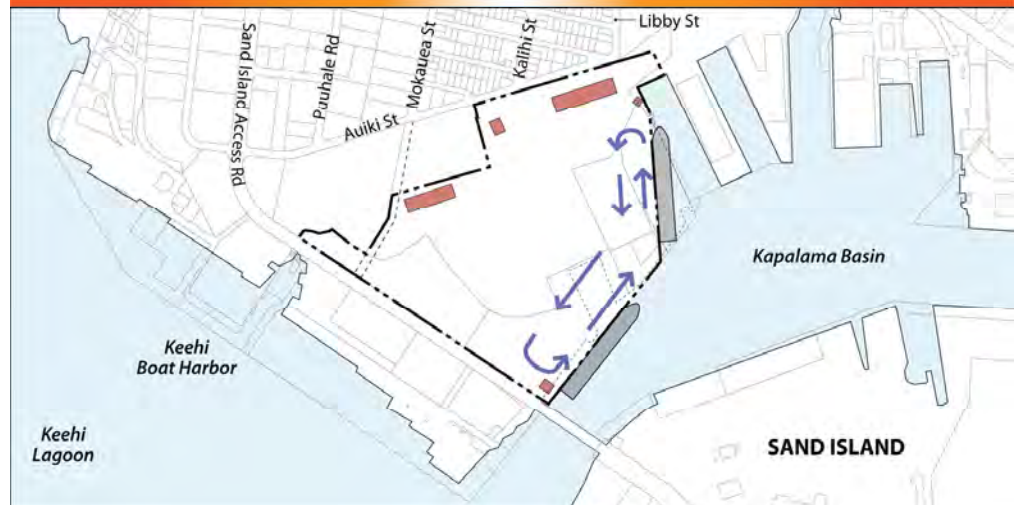 Libby St
Sand Island Access Rd
Puuhale Rd
Mokauea St
Kalihi St
Auiki St
Kapalama Basin
Keehi
Boat Harbor
Keehi
Lagoon
SAND ISLAND